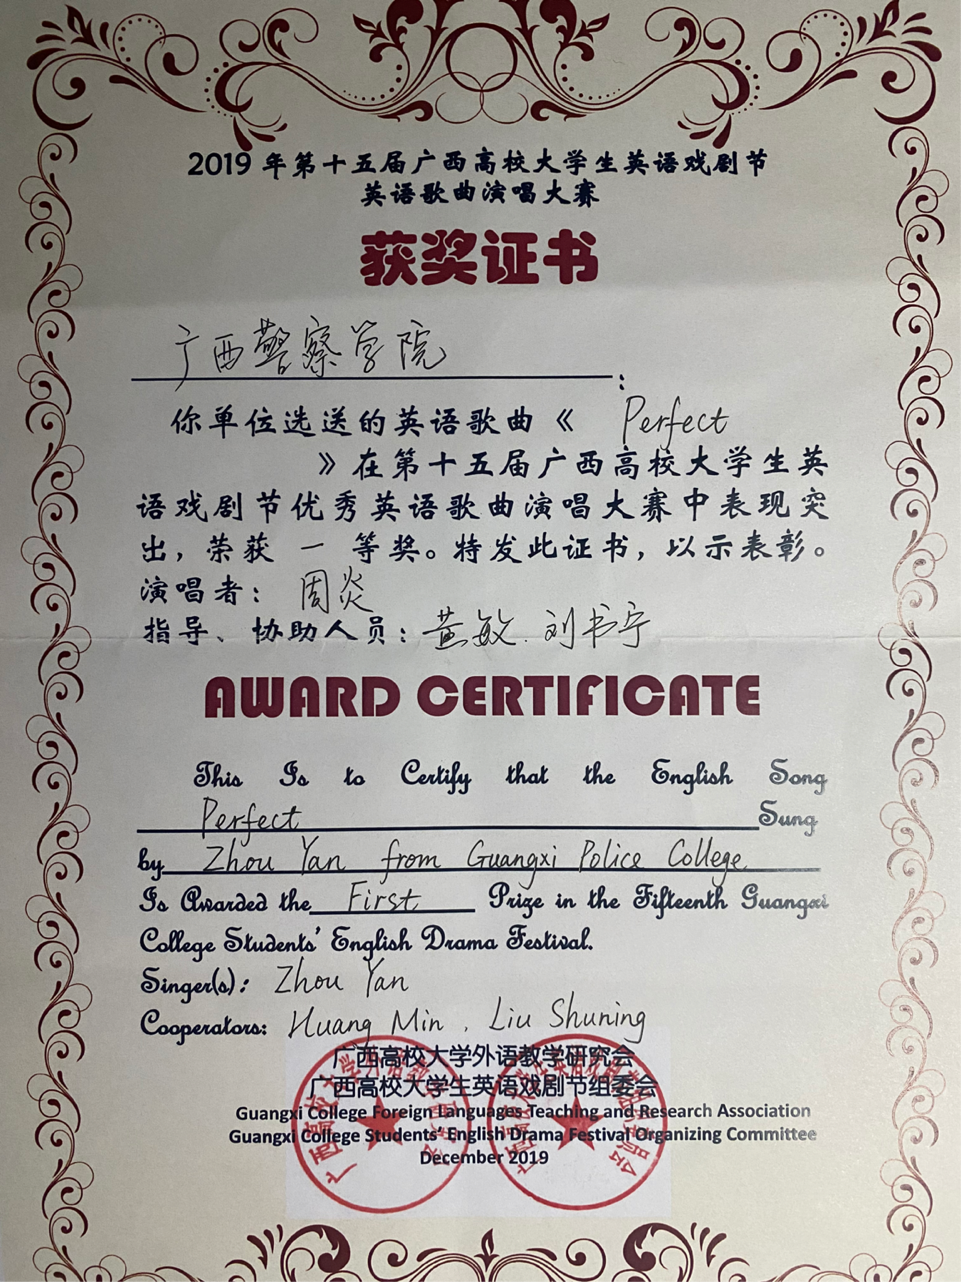 2019 年第十五届广西高校大学生英语戏剧节
英语歌曲演唱大赛
获奖证书
广西警察学院:
你单位选送的英语歌曲《 Perfect
》在第十五届广西高校大学生英
语戏剧节优秀英语歌曲演唱大赛中表现突
出，荣获 一 等奖。特发此证书，以示表彰。
演唱者：周炎
指导、协助人员：黄敏.刘书宁
AWARD CERTIFICATE
This Is to Certify that the English Song
Perfect Sung
by Zhou Yan from Guangxi Police College
Is Awarded the First Prize in the Fifteenth Guangxi
College Students' English Drama Festival.
Singer(s): Zhou Yan
Cooperators: Huang Min , Liu Shuning
广西高校大学外语教学研究会
广西高校大学生英语戏剧节组委会
Guangxi College Foreign Languages Teaching and Research Association
Guangxi College Students' English Drama Festival Organizing Committee
December 2019